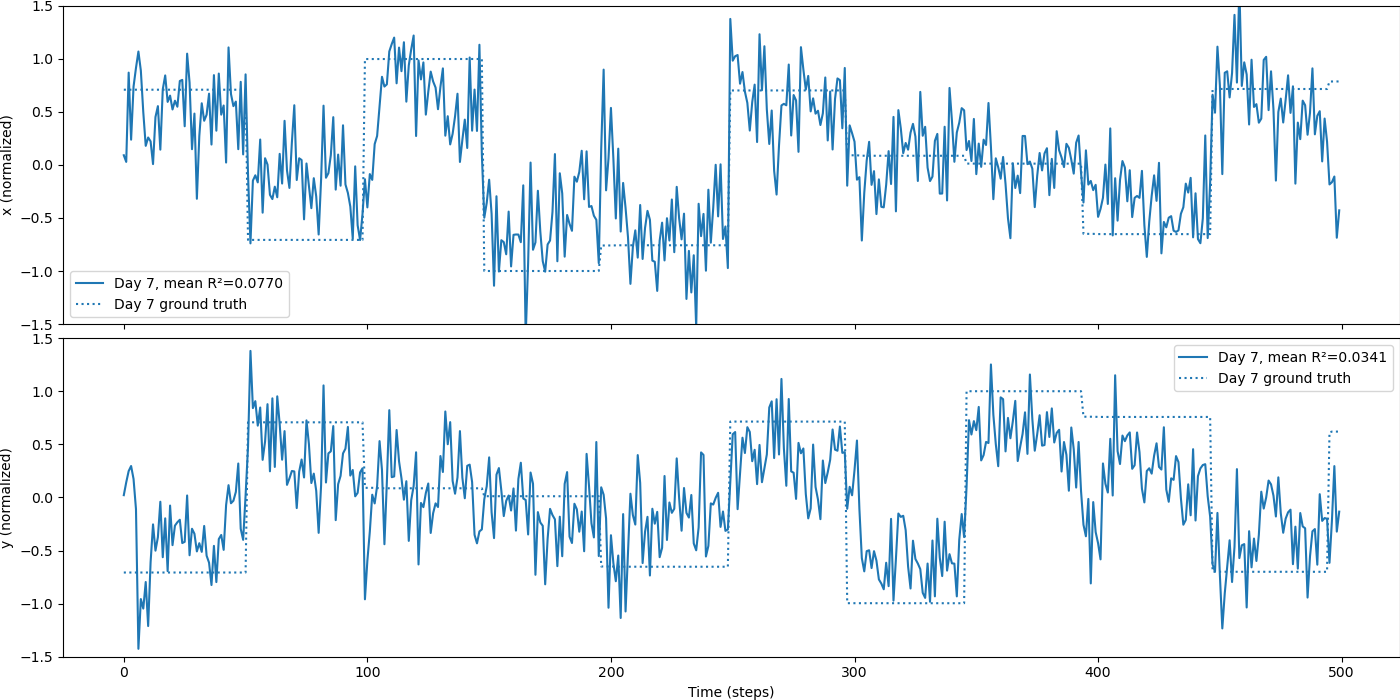 1.5
1.0
0.5
0.0
−0.5
−1.0
−1.5
x (normalized)
Day 7, mean R²=0.0770
Day 7 ground truth
1.5
1.0
0.5
0.0
−0.5
−1.0
−1.5
y (normalized)
Day 7, mean R²=0.0341
Day 7 ground truth
0 100 200 300 400 500
Time (steps)